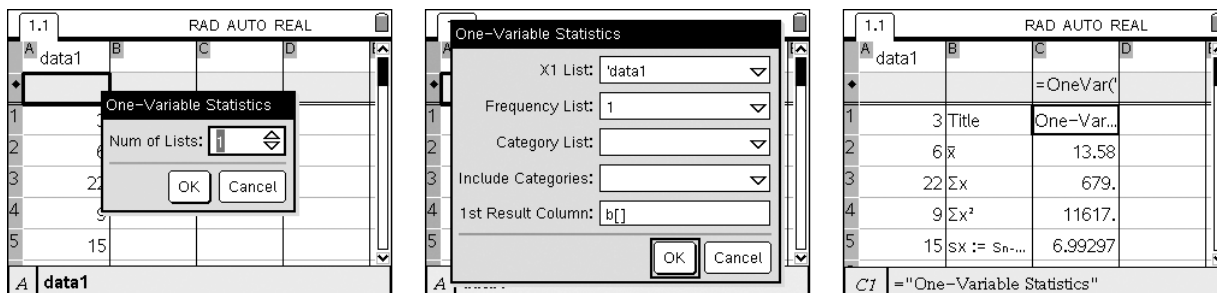 1.1 RAD AUTO REAL
A data1 B C D
One-Variable Statistics
Num of Lists: 1
OK Cancel
1
2
3 22
4
5 15
A data1
One-Variable Statistics
X1 List: 'data1
Frequency List: 1
Category List:
Include Categories:
1st Result Column: b[]
OK Cancel
1.1 RAD AUTO REAL
A data1 B C D
=OneVar('
1 3 Title One-Var...
2 6 x̄ 13.58
3 22 Σx 679.
4 9 Σx² 11617.
5 15 sx := sn-... 6.99297
C1 ="One-Variable Statistics"